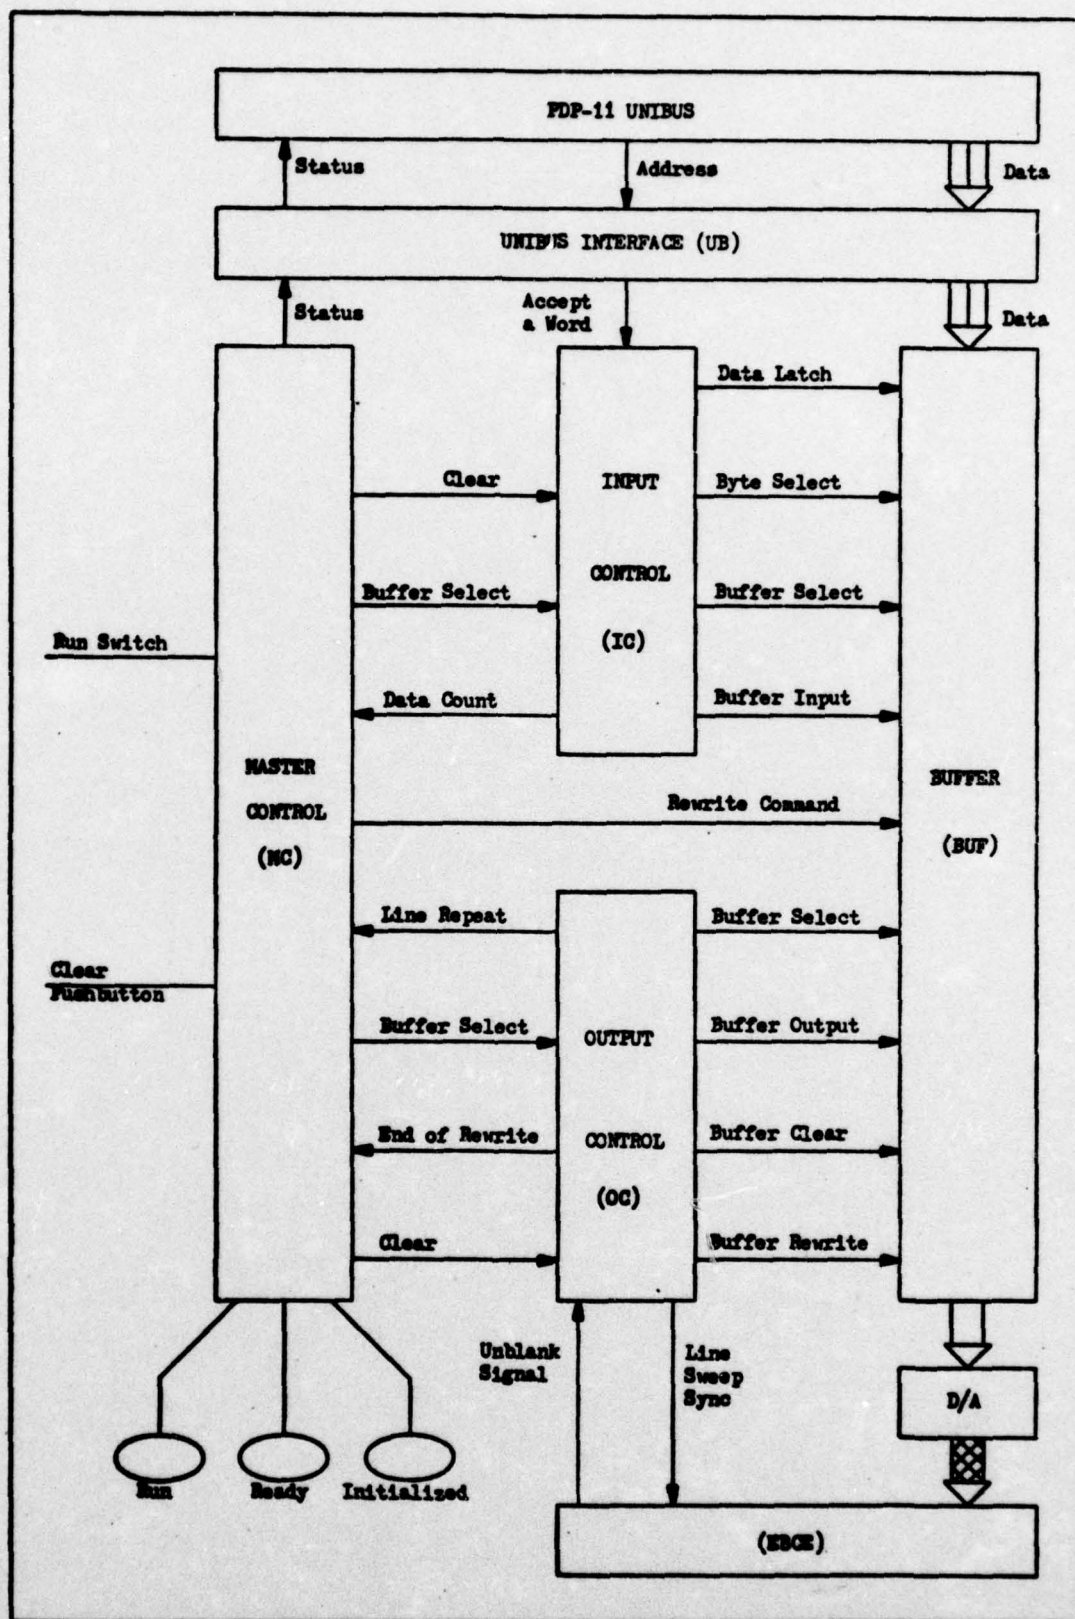 PDP-11 UNIBUS
Status
Address
Data
UNIBUS INTERFACE (UB)
Status
Accept
a Word
Data
Data Latch
Clear
INPUT
Byte Select
Buffer Select
CONTROL
Buffer Select
(IC)
Run Switch
Data Count
Buffer Input
MASTER
CONTROL
(MC)
BUFFER
(BUF)
Rewrite Command
Line Repeat
Buffer Select
Clear
Pushbutton
Buffer Select
OUTPUT
Buffer Output
End of Rewrite
CONTROL
Buffer Clear
(OC)
Clear
Buffer Rewrite
Unblank
Signal
Line
Sweep
Sync
D/A
Run
Ready
Initialized